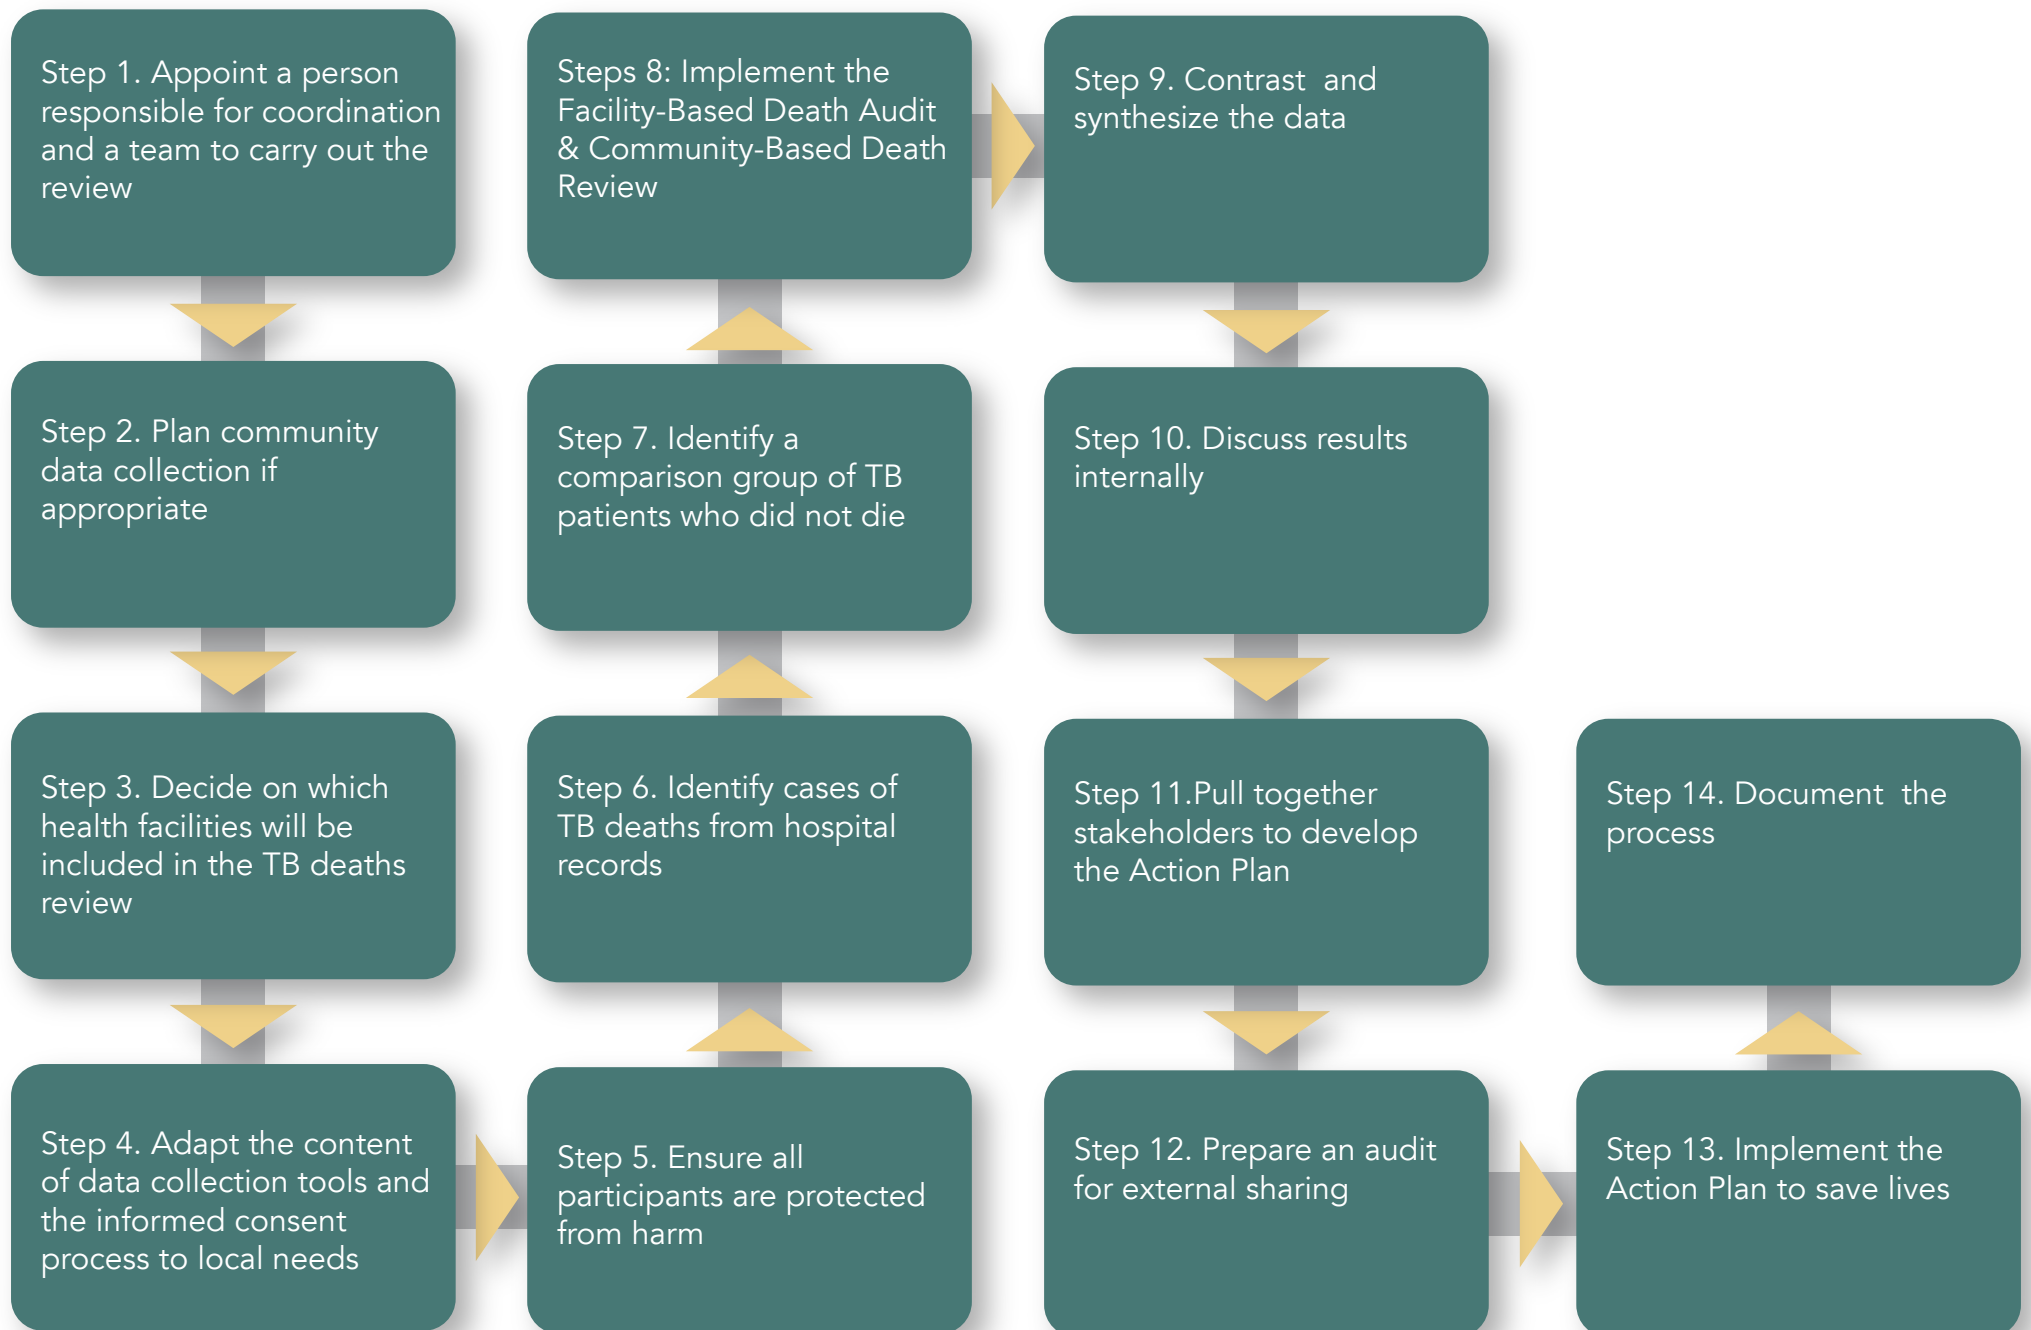 Step 1. Appoint a person
responsible for coordination
and a team to carry out the
review
Step 2. Plan community
data collection if
appropriate
Step 3. Decide on which
health facilities will be
included in the TB deaths
review
Step 4. Adapt the content
of data collection tools and
the informed consent
process to local needs
Step 5. Ensure all
participants are protected
from harm
Step 6. Identify cases of
TB deaths from hospital
records
Step 7. Identify a
comparison group of TB
patients who did not die
Steps 8: Implement the
Facility-Based Death Audit
& Community-Based Death
Review
Step 9. Contrast  and
synthesize the data
Step 10. Discuss results
internally
Step 11.Pull together
stakeholders to develop
the Action Plan
Step 12. Prepare an audit
for external sharing
Step 13. Implement the
Action Plan to save lives
Step 14. Document  the
process